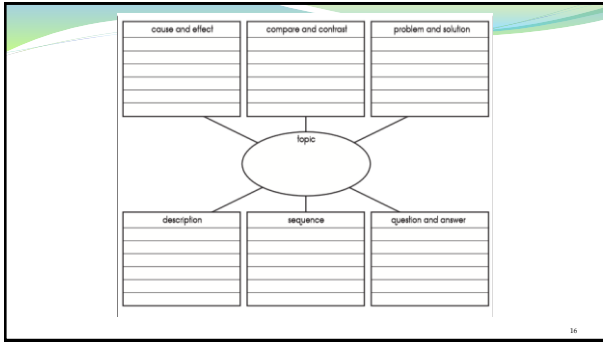 cause and effect
compare and contrast
problem and solution
topic
description
sequence
question and answer
16